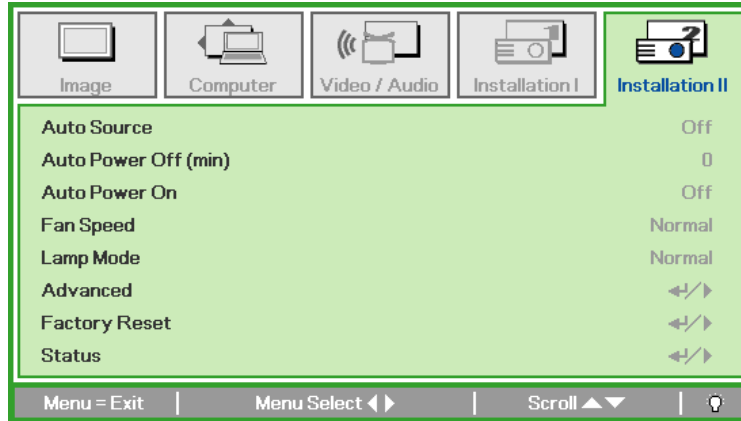 Image Computer Video / Audio Installation I Installation II
Auto Source Off
Auto Power Off (min) 0
Auto Power On Off
Fan Speed Normal
Lamp Mode Normal
Advanced
Factory Reset
Status
Menu = Exit Menu Select Scroll